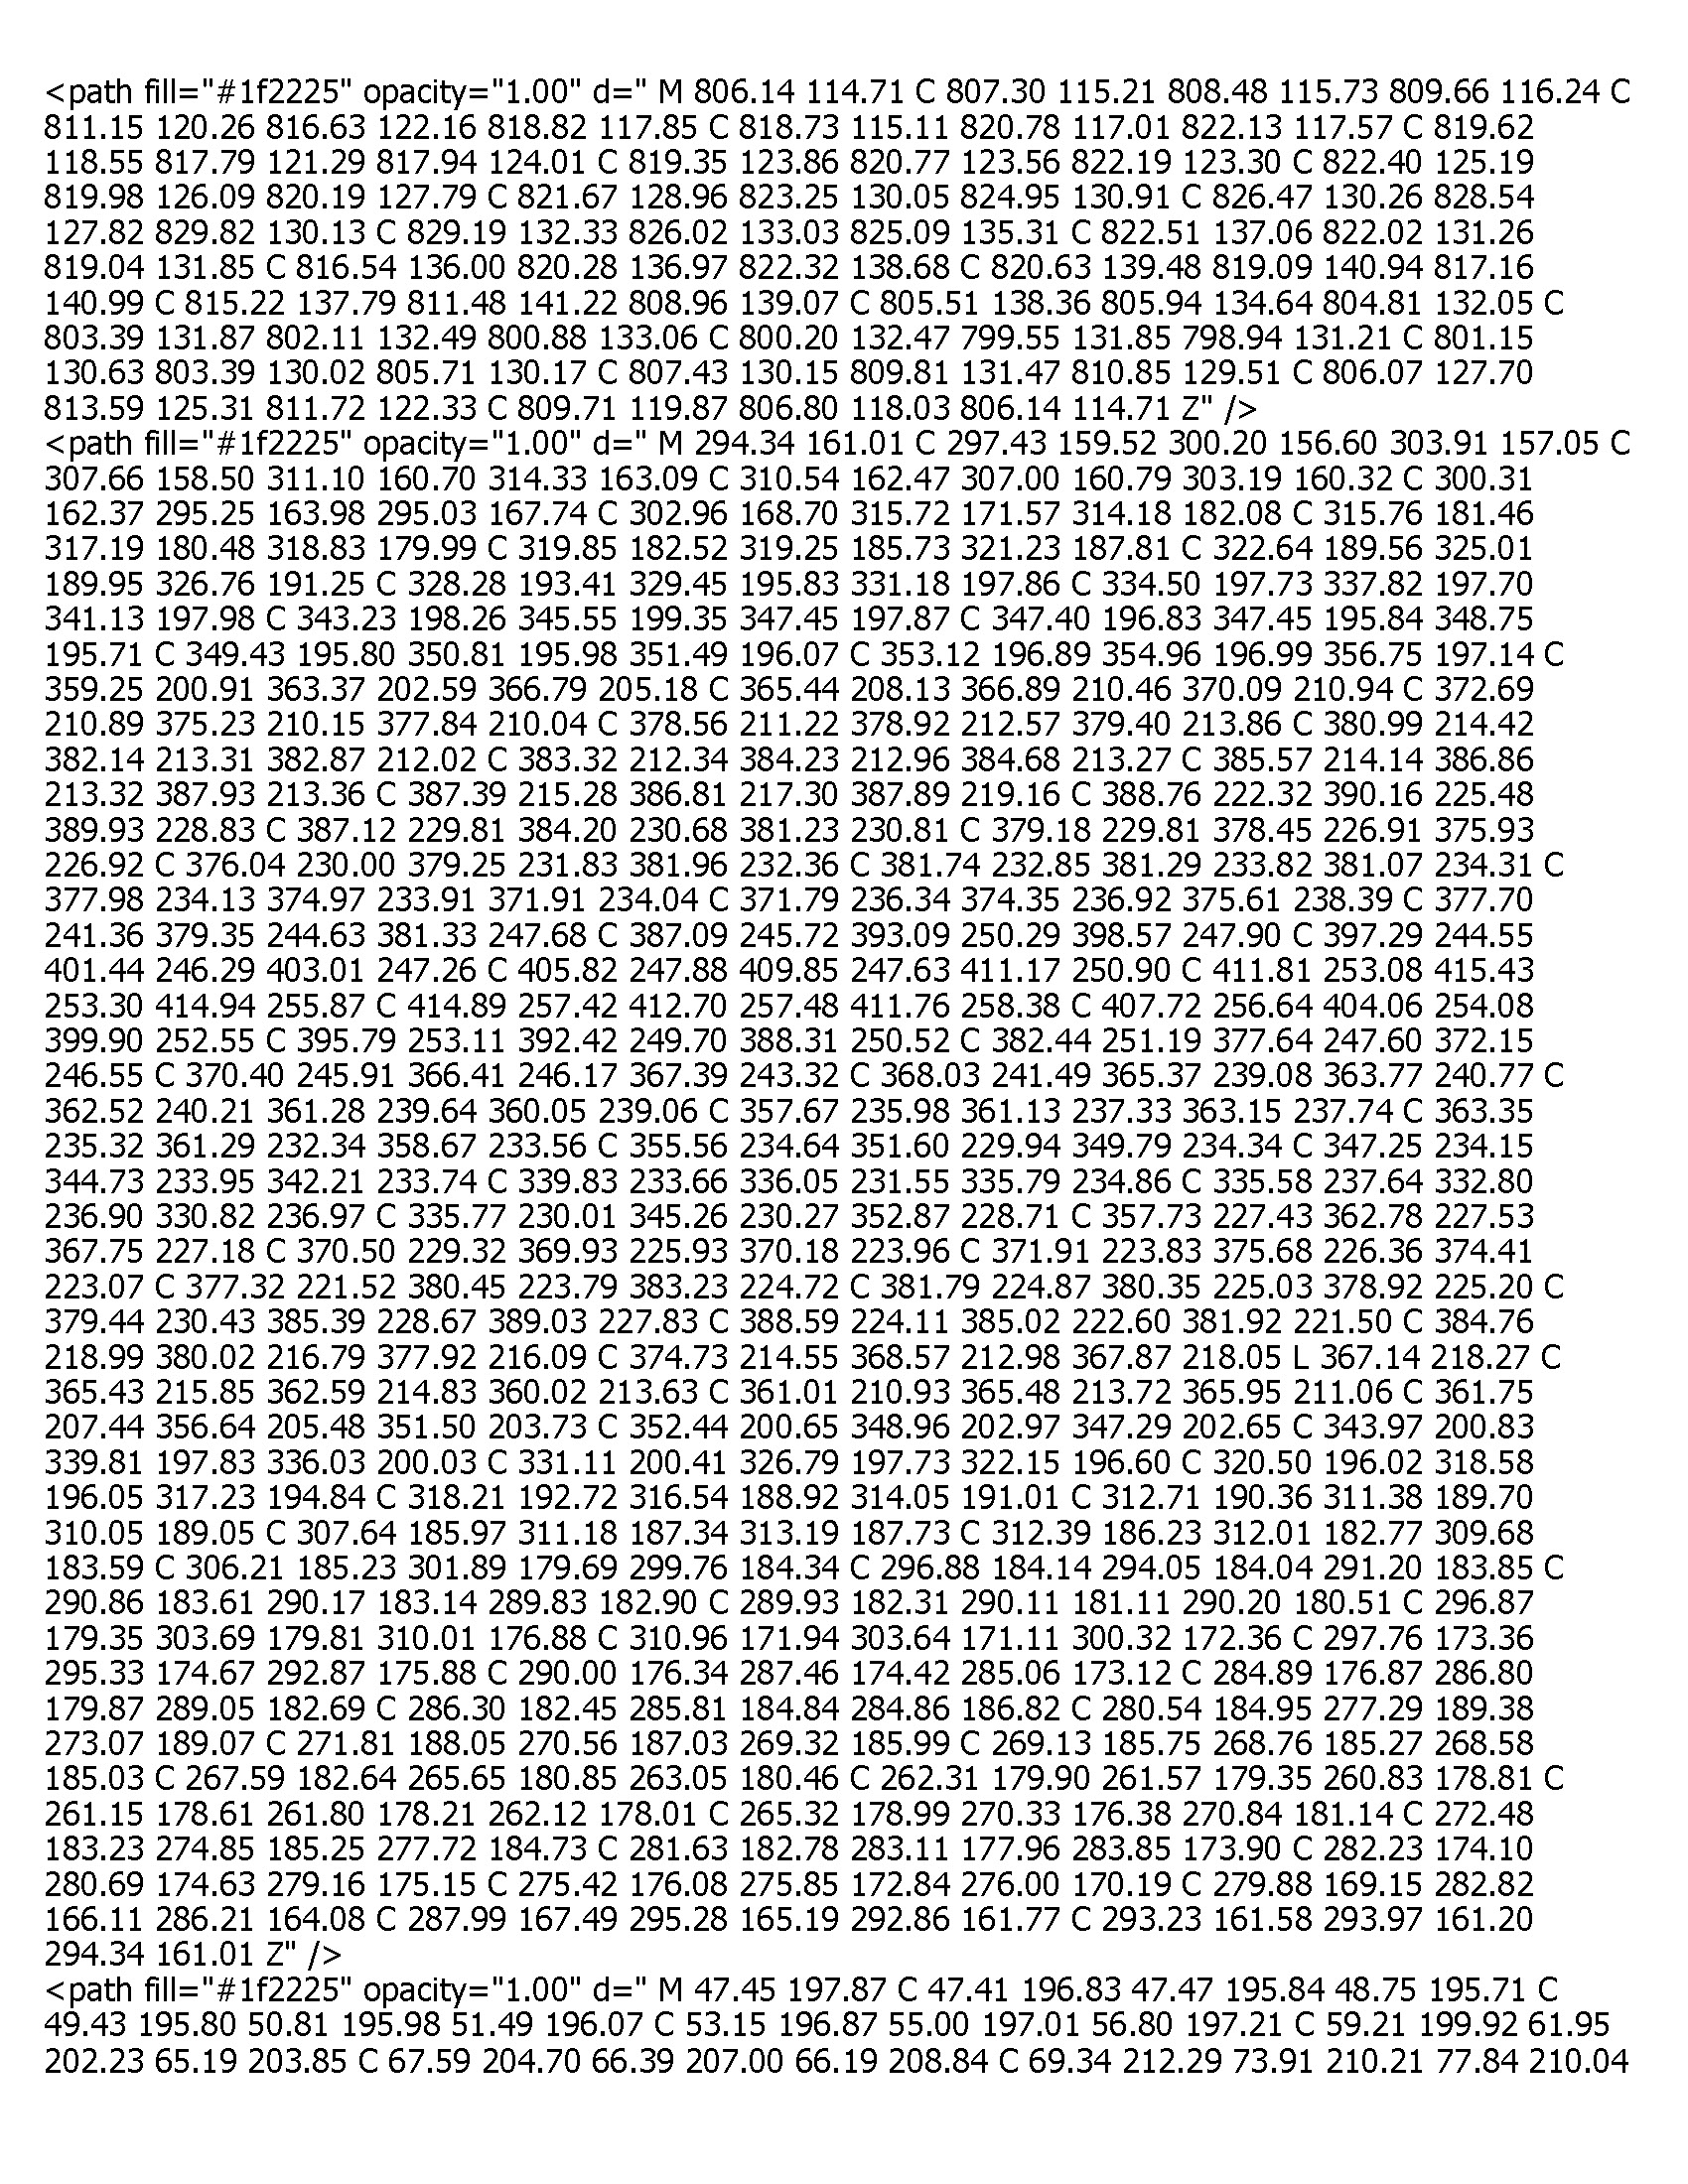 <path fill="#1f2225" opacity="1.00" d=" M 806.14 114.71 C 807.30 115.21 808.48 115.73 809.66 116.24 C
811.15 120.26 816.63 122.16 818.82 117.85 C 818.73 115.11 820.78 117.01 822.13 117.57 C 819.62
118.55 817.79 121.29 817.94 124.01 C 819.35 123.86 820.77 123.56 822.19 123.30 C 822.40 125.19
819.98 126.09 820.19 127.79 C 821.67 128.96 823.25 130.05 824.95 130.91 C 826.47 130.26 828.54
127.82 829.82 130.13 C 829.19 132.33 826.02 133.03 825.09 135.31 C 822.51 137.06 822.02 131.26
819.04 131.85 C 816.54 136.00 820.28 136.97 822.32 138.68 C 820.63 139.48 819.09 140.94 817.16
140.99 C 815.22 137.79 811.48 141.22 808.96 139.07 C 805.51 138.36 805.94 134.64 804.81 132.05 C
803.39 131.87 802.11 132.49 800.88 133.06 C 800.20 132.47 799.55 131.85 798.94 131.21 C 801.15
130.63 803.39 130.02 805.71 130.17 C 807.43 130.15 809.81 131.47 810.85 129.51 C 806.07 127.70
813.59 125.31 811.72 122.33 C 809.71 119.87 806.80 118.03 806.14 114.71 Z" />
<path fill="#1f2225" opacity="1.00" d=" M 294.34 161.01 C 297.43 159.52 300.20 156.60 303.91 157.05 C
307.66 158.50 311.10 160.70 314.33 163.09 C 310.54 162.47 307.00 160.79 303.19 160.32 C 300.31
162.37 295.25 163.98 295.03 167.74 C 302.96 168.70 315.72 171.57 314.18 182.08 C 315.76 181.46
317.19 180.48 318.83 179.99 C 319.85 182.52 319.25 185.73 321.23 187.81 C 322.64 189.56 325.01
189.95 326.76 191.25 C 328.28 193.41 329.45 195.83 331.18 197.86 C 334.50 197.73 337.82 197.70
341.13 197.98 C 343.23 198.26 345.55 199.35 347.45 197.87 C 347.40 196.83 347.45 195.84 348.75
195.71 C 349.43 195.80 350.81 195.98 351.49 196.07 C 353.12 196.89 354.96 196.99 356.75 197.14 C
359.25 200.91 363.37 202.59 366.79 205.18 C 365.44 208.13 366.89 210.46 370.09 210.94 C 372.69
210.89 375.23 210.15 377.84 210.04 C 378.56 211.22 378.92 212.57 379.40 213.86 C 380.99 214.42
382.14 213.31 382.87 212.02 C 383.32 212.34 384.23 212.96 384.68 213.27 C 385.57 214.14 386.86
213.32 387.93 213.36 C 387.39 215.28 386.81 217.30 387.89 219.16 C 388.76 222.32 390.16 225.48
389.93 228.83 C 387.12 229.81 384.20 230.68 381.23 230.81 C 379.18 229.81 378.45 226.91 375.93
226.92 C 376.04 230.00 379.25 231.83 381.96 232.36 C 381.74 232.85 381.29 233.82 381.07 234.31 C
377.98 234.13 374.97 233.91 371.91 234.04 C 371.79 236.34 374.35 236.92 375.61 238.39 C 377.70
241.36 379.35 244.63 381.33 247.68 C 387.09 245.72 393.09 250.29 398.57 247.90 C 397.29 244.55
401.44 246.29 403.01 247.26 C 405.82 247.88 409.85 247.63 411.17 250.90 C 411.81 253.08 415.43
253.30 414.94 255.87 C 414.89 257.42 412.70 257.48 411.76 258.38 C 407.72 256.64 404.06 254.08
399.90 252.55 C 395.79 253.11 392.42 249.70 388.31 250.52 C 382.44 251.19 377.64 247.60 372.15
246.55 C 370.40 245.91 366.41 246.17 367.39 243.32 C 368.03 241.49 365.37 239.08 363.77 240.77 C
362.52 240.21 361.28 239.64 360.05 239.06 C 357.67 235.98 361.13 237.33 363.15 237.74 C 363.35
235.32 361.29 232.34 358.67 233.56 C 355.56 234.64 351.60 229.94 349.79 234.34 C 347.25 234.15
344.73 233.95 342.21 233.74 C 339.83 233.66 336.05 231.55 335.79 234.86 C 335.58 237.64 332.80
236.90 330.82 236.97 C 335.77 230.01 345.26 230.27 352.87 228.71 C 357.73 227.43 362.78 227.53
367.75 227.18 C 370.50 229.32 369.93 225.93 370.18 223.96 C 371.91 223.83 375.68 226.36 374.41
223.07 C 377.32 221.52 380.45 223.79 383.23 224.72 C 381.79 224.87 380.35 225.03 378.92 225.20 C
379.44 230.43 385.39 228.67 389.03 227.83 C 388.59 224.11 385.02 222.60 381.92 221.50 C 384.76
218.99 380.02 216.79 377.92 216.09 C 374.73 214.55 368.57 212.98 367.87 218.05 L 367.14 218.27 C
365.43 215.85 362.59 214.83 360.02 213.63 C 361.01 210.93 365.48 213.72 365.95 211.06 C 361.75
207.44 356.64 205.48 351.50 203.73 C 352.44 200.65 348.96 202.97 347.29 202.65 C 343.97 200.83
339.81 197.83 336.03 200.03 C 331.11 200.41 326.79 197.73 322.15 196.60 C 320.50 196.02 318.58
196.05 317.23 194.84 C 318.21 192.72 316.54 188.92 314.05 191.01 C 312.71 190.36 311.38 189.70
310.05 189.05 C 307.64 185.97 311.18 187.34 313.19 187.73 C 312.39 186.23 312.01 182.77 309.68
183.59 C 306.21 185.23 301.89 179.69 299.76 184.34 C 296.88 184.14 294.05 184.04 291.20 183.85 C
290.86 183.61 290.17 183.14 289.83 182.90 C 289.93 182.31 290.11 181.11 290.20 180.51 C 296.87
179.35 303.69 179.81 310.01 176.88 C 310.96 171.94 303.64 171.11 300.32 172.36 C 297.76 173.36
295.33 174.67 292.87 175.88 C 290.00 176.34 287.46 174.42 285.06 173.12 C 284.89 176.87 286.80
179.87 289.05 182.69 C 286.30 182.45 285.81 184.84 284.86 186.82 C 280.54 184.95 277.29 189.38
273.07 189.07 C 271.81 188.05 270.56 187.03 269.32 185.99 C 269.13 185.75 268.76 185.27 268.58
185.03 C 267.59 182.64 265.65 180.85 263.05 180.46 C 262.31 179.90 261.57 179.35 260.83 178.81 C
261.15 178.61 261.80 178.21 262.12 178.01 C 265.32 178.99 270.33 176.38 270.84 181.14 C 272.48
183.23 274.85 185.25 277.72 184.73 C 281.63 182.78 283.11 177.96 283.85 173.90 C 282.23 174.10
280.69 174.63 279.16 175.15 C 275.42 176.08 275.85 172.84 276.00 170.19 C 279.88 169.15 282.82
166.11 286.21 164.08 C 287.99 167.49 295.28 165.19 292.86 161.77 C 293.23 161.58 293.97 161.20
294.34 161.01 Z" />
<path fill="#1f2225" opacity="1.00" d=" M 47.45 197.87 C 47.41 196.83 47.47 195.84 48.75 195.71 C
49.43 195.80 50.81 195.98 51.49 196.07 C 53.15 196.87 55.00 197.01 56.80 197.21 C 59.21 199.92 61.95
202.23 65.19 203.85 C 67.59 204.70 66.39 207.00 66.19 208.84 C 69.34 212.29 73.91 210.21 77.84 210.04